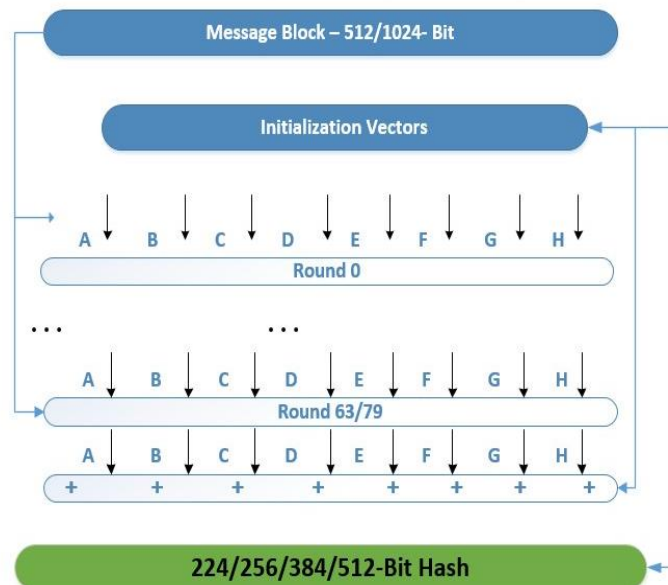 Message Block – 512/1024- Bit
Initialization Vectors
A B C D E F G H
Round 0
... ...
A B C D E F G H
Round 63/79
A B C D E F G H
+ + + + + + + +
224/256/384/512-Bit Hash